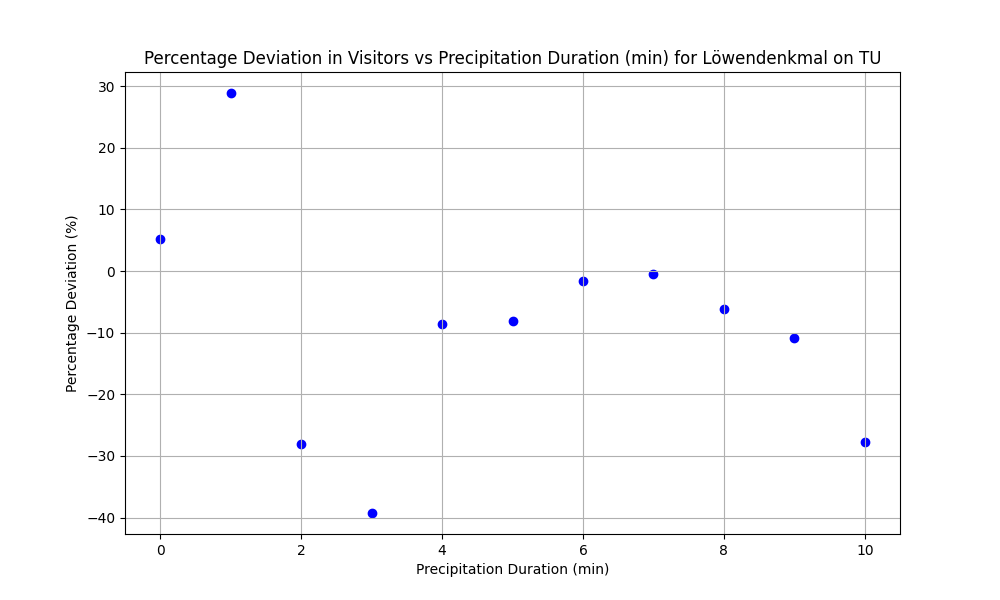 Percentage Deviation in Visitors vs Precipitation Duration (min) for Löwendenkmal on TU
30
20
10
0
−10
−20
−30
−40
Percentage Deviation (%)
0 2 4 6 8 10
Precipitation Duration (min)